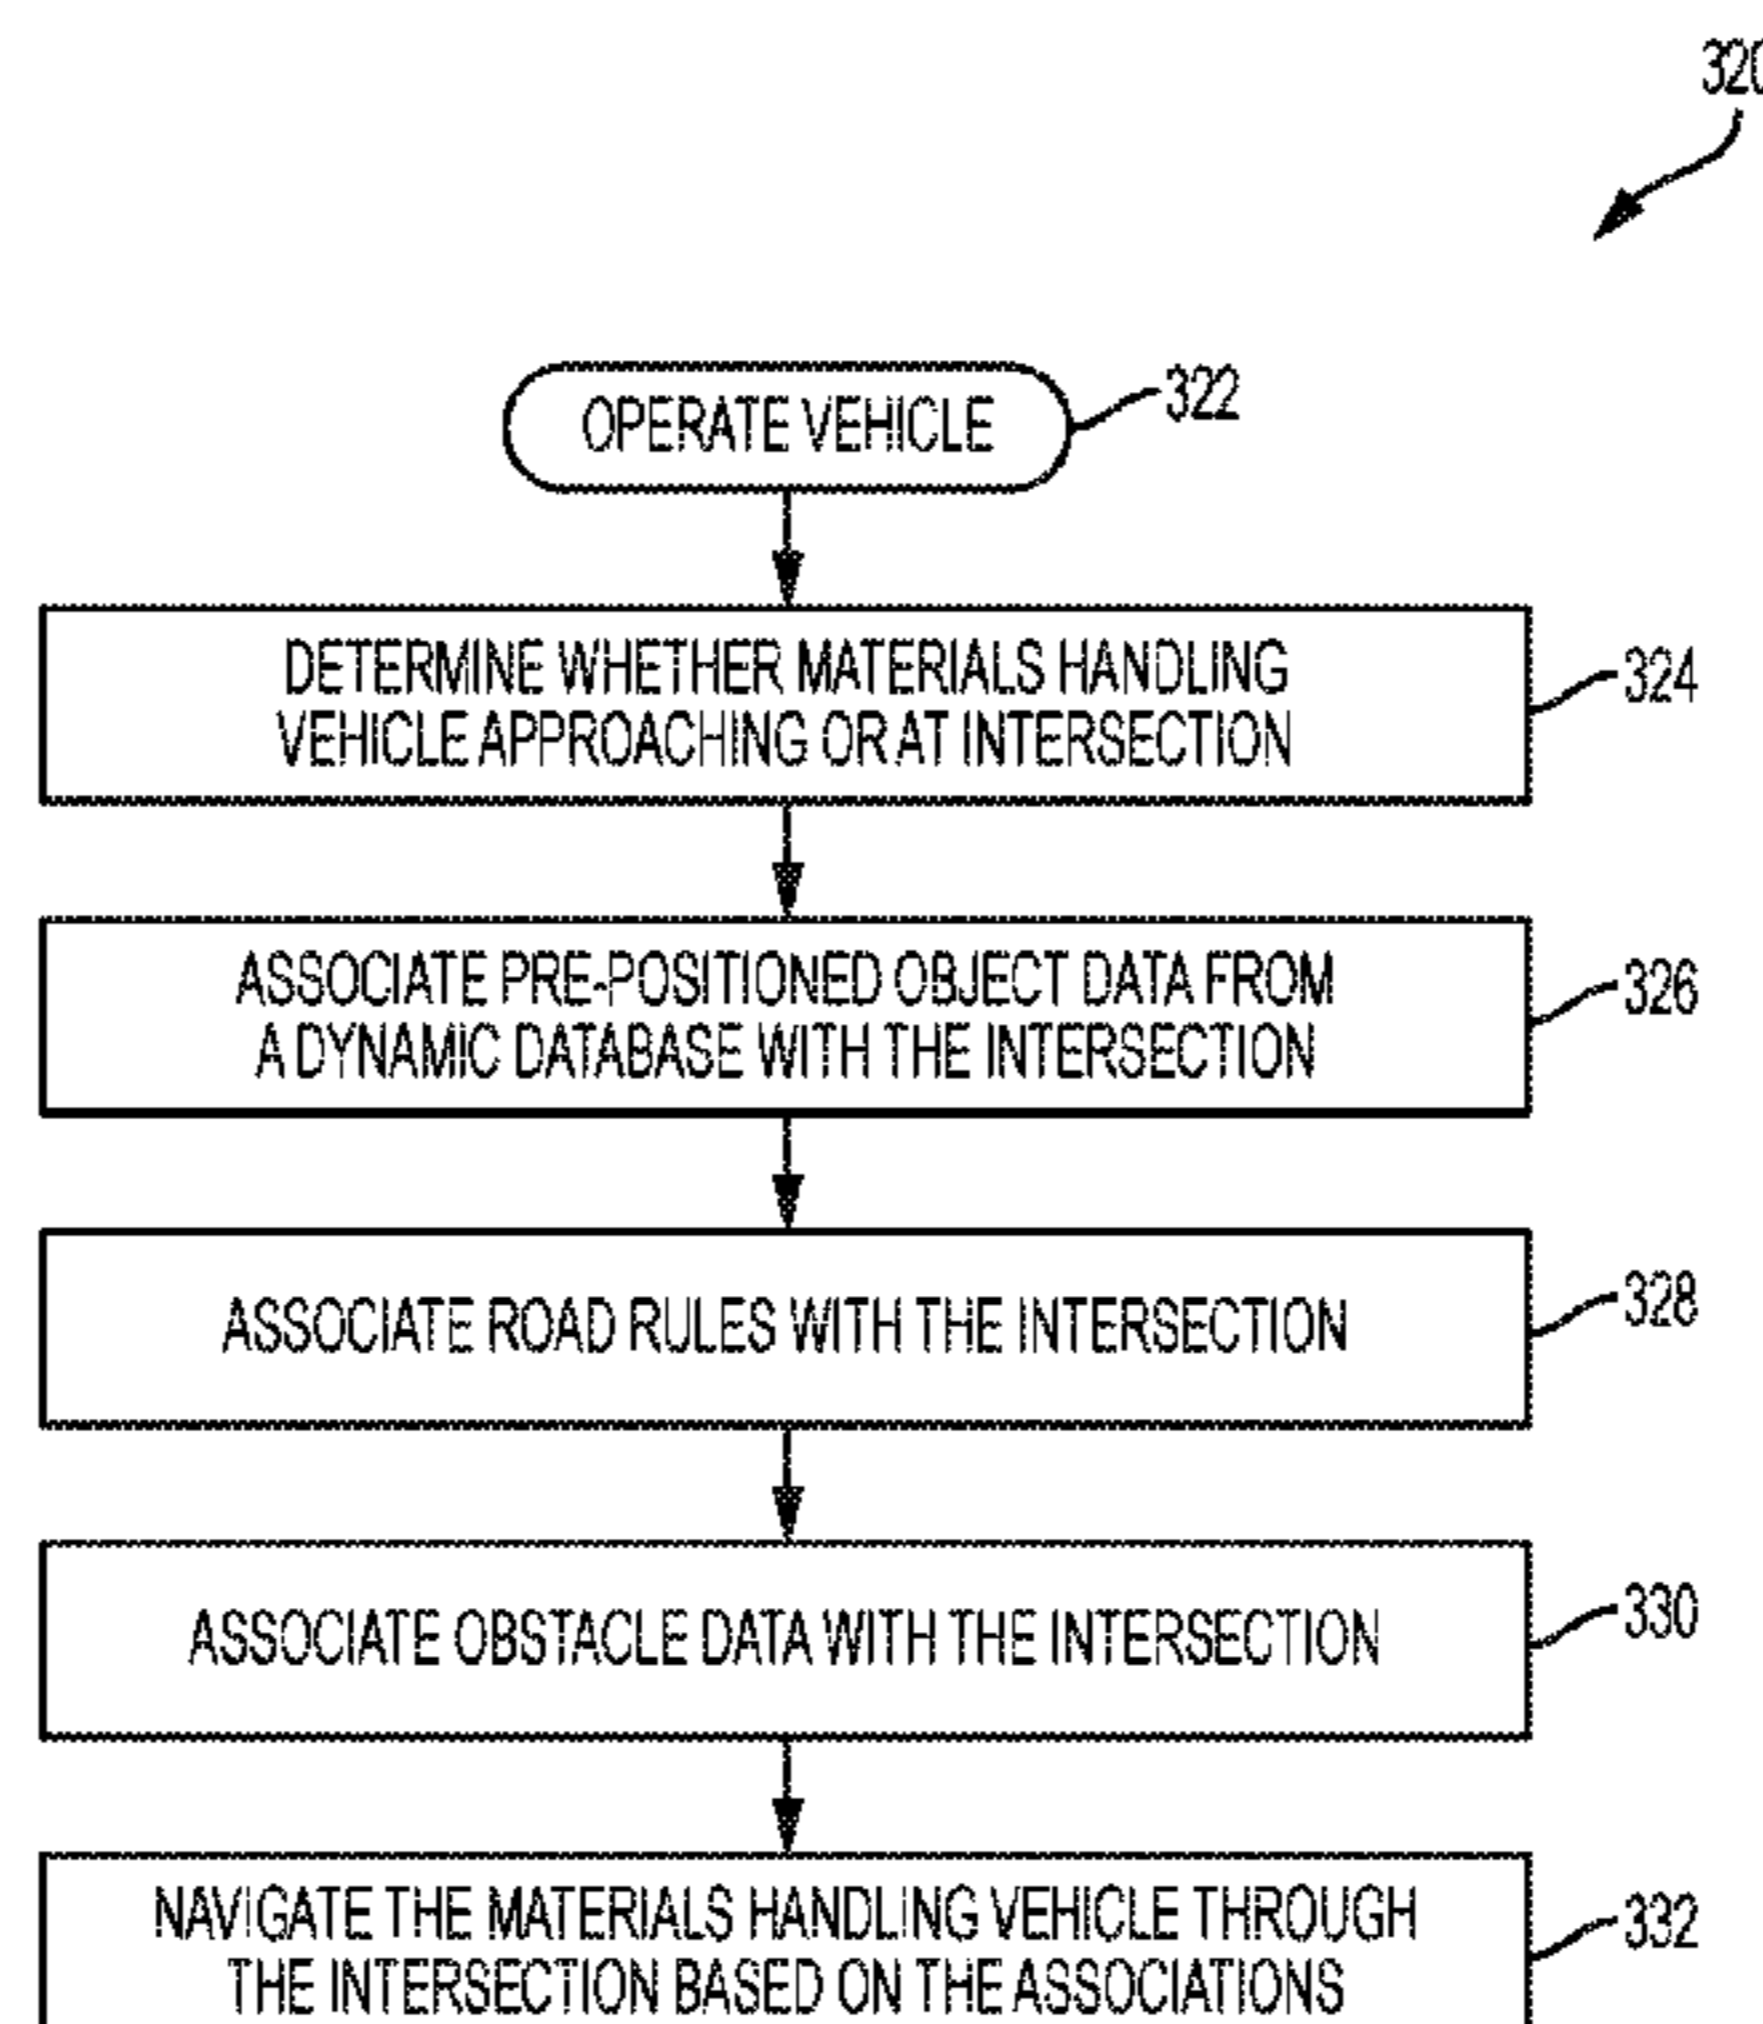 320
OPERATE VEHICLE
322
DETERMINE WHETHER MATERIALS HANDLING
VEHICLE APPROACHING OR AT INTERSECTION
324
ASSOCIATE PRE-POSITIONED OBJECT DATA FROM
A DYNAMIC DATABASE WITH THE INTERSECTION
326
ASSOCIATE ROAD RULES WITH THE INTERSECTION
328
ASSOCIATE OBSTACLE DATA WITH THE INTERSECTION
330
NAVIGATE THE MATERIALS HANDLING VEHICLE THROUGH
THE INTERSECTION BASED ON THE ASSOCIATIONS
332